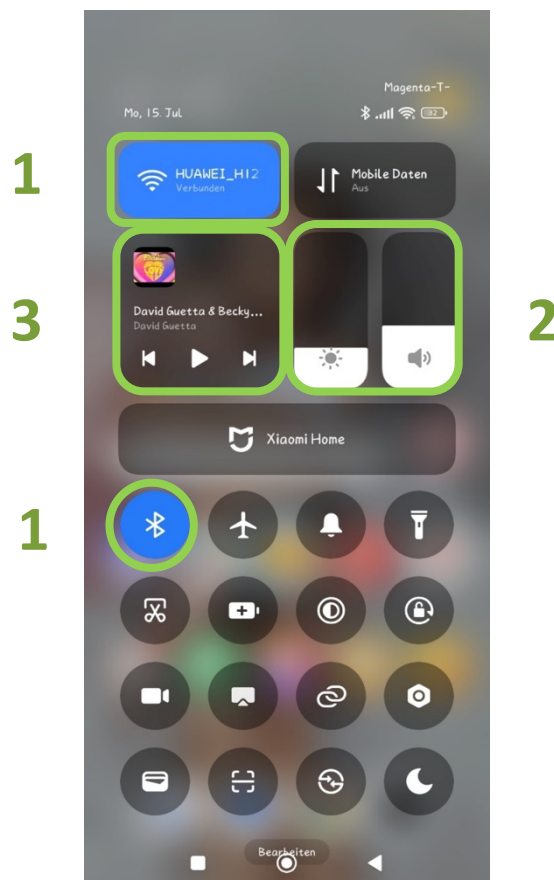 Magenta-T-
Mo, 15. Jul
182
1
HUAWEI_H12
Verbunden
Mobile Daten
Aus
3
David Guetta & Becky...
David Guetta
2
Xiaomi Home
1
Bearbeiten